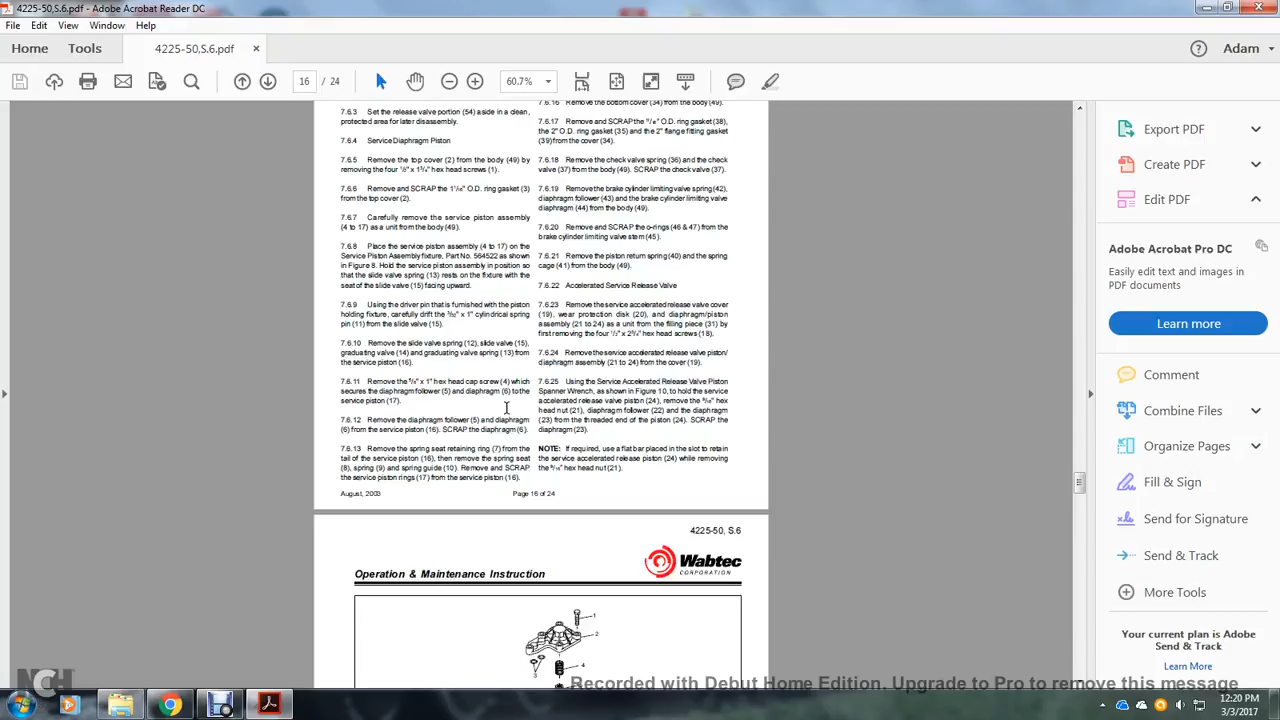 4225-50,S.6.pdf - Adobe Acrobat Reader DC
File Edit View Window Help
Home Tools 4225-50,S.6.pdf × Adam
16 / 24 60.7%
7.6.3 Set the release valve portion (54) aside in a clean,
protected area for later disassembly.
7.6.4 Service Diaphragm Piston
7.6.5 Remove the top cover (2) from the body (49) by
removing the four 1/2" x 1 3/4" hex head screws (1).
7.6.6 Remove and SCRAP the 1 1/16" O.D. ring gasket (3)
from the top cover (2).
7.6.7 Carefully remove the service piston assembly
(4 to 17) as a unit from the body (49).
7.6.8 Place the service piston assembly (4 to 17) on the
Service Piston Assembly fixture, Part No. 564522 as shown
in Figure 8. Hold the service piston assembly in position so
that the slide valve spring (13) rests on the fixture with the
seat of the slide valve (15) facing upward.
7.6.9 Using the driver pin that is furnished with the piston
holding fixture, carefully drift the 3/32" x 1" cylindrical spring
pin (11) from the slide valve (15).
7.6.10 Remove the slide valve spring (12), slide valve (15),
graduating valve (14) and graduating valve spring (13) from
the service piston (16).
7.6.11 Remove the 5/8" x 1" hex head cap screw (4) which
secures the diaphragm follower (5) and diaphragm (6) to the
service piston (17).
7.6.12 Remove the diaphragm follower (5) and diaphragm
(6) from the service piston (16). SCRAP the diaphragm (6).
7.6.13 Remove the spring seat retaining ring (7) from the
tail of the service piston (16), then remove the spring seat
(8), spring (9) and spring guide (10). Remove and SCRAP
the service piston rings (17) from the service piston (16).
7.6.16 Remove the bottom cover (34) from the body (49).
7.6.17 Remove and SCRAP the O.D. ring gasket (38),
the 2" O.D. ring gasket (35) and the 2" flange fitting gasket
(39) from the cover (34).
7.6.18 Remove the check valve spring (36) and the check
valve (37) from the body (49). SCRAP the check valve (37).
7.6.19 Remove the brake cylinder limiting valve spring (42),
diaphragm follower (43) and the brake cylinder limiting valve
diaphragm (44) from the body (49).
7.6.20 Remove and SCRAP the o-rings (46 & 47) from the
brake cylinder limiting valve stem (45).
7.6.21 Remove the piston return spring (40) and the spring
cage (41) from the body (49).
7.6.22 Accelerated Service Release Valve
7.6.23 Remove the service accelerated release valve cover
(19), wear protection disk (20), and diaphragm/piston
assembly (21 to 24) as a unit from the filling piece (31) by
first removing the four 1/2" x 2 3/4" hex head screws (18).
7.6.24 Remove the service accelerated release valve piston/
diaphragm assembly (21 to 24) from the cover (19).
7.6.25 Using the Service Accelerated Release Valve Piston
Spanner Wrench, as shown in Figure 10, to hold the service
accelerated release valve piston (24), remove the hex
head nut (21), diaphragm follower (22) and the diaphragm
(23) from the threaded end of the piston (24). SCRAP the
diaphragm (23).
NOTE: If required, use a flat bar placed in the slot to retain
the service accelerated release piston (24) while removing
the hex head nut (21).
August, 2003 Page 16 of 24
4225-50, S.6
Wabtec
CORPORATION
Operation & Maintenance Instruction
1
2
3
4
Export PDF
Create PDF
Edit PDF
Adobe Acrobat Pro DC
Easily edit text and images in
PDF documents
Learn more
Comment
Combine Files
Organize Pages
Fill & Sign
Send for Signature
Send & Track
More Tools
Your current plan is Adobe
Send & Track
Learn More
NCH
Recorded with Debut Home Edition. Upgrade to Pro to remove this message
12:20 PM
3/3/2017